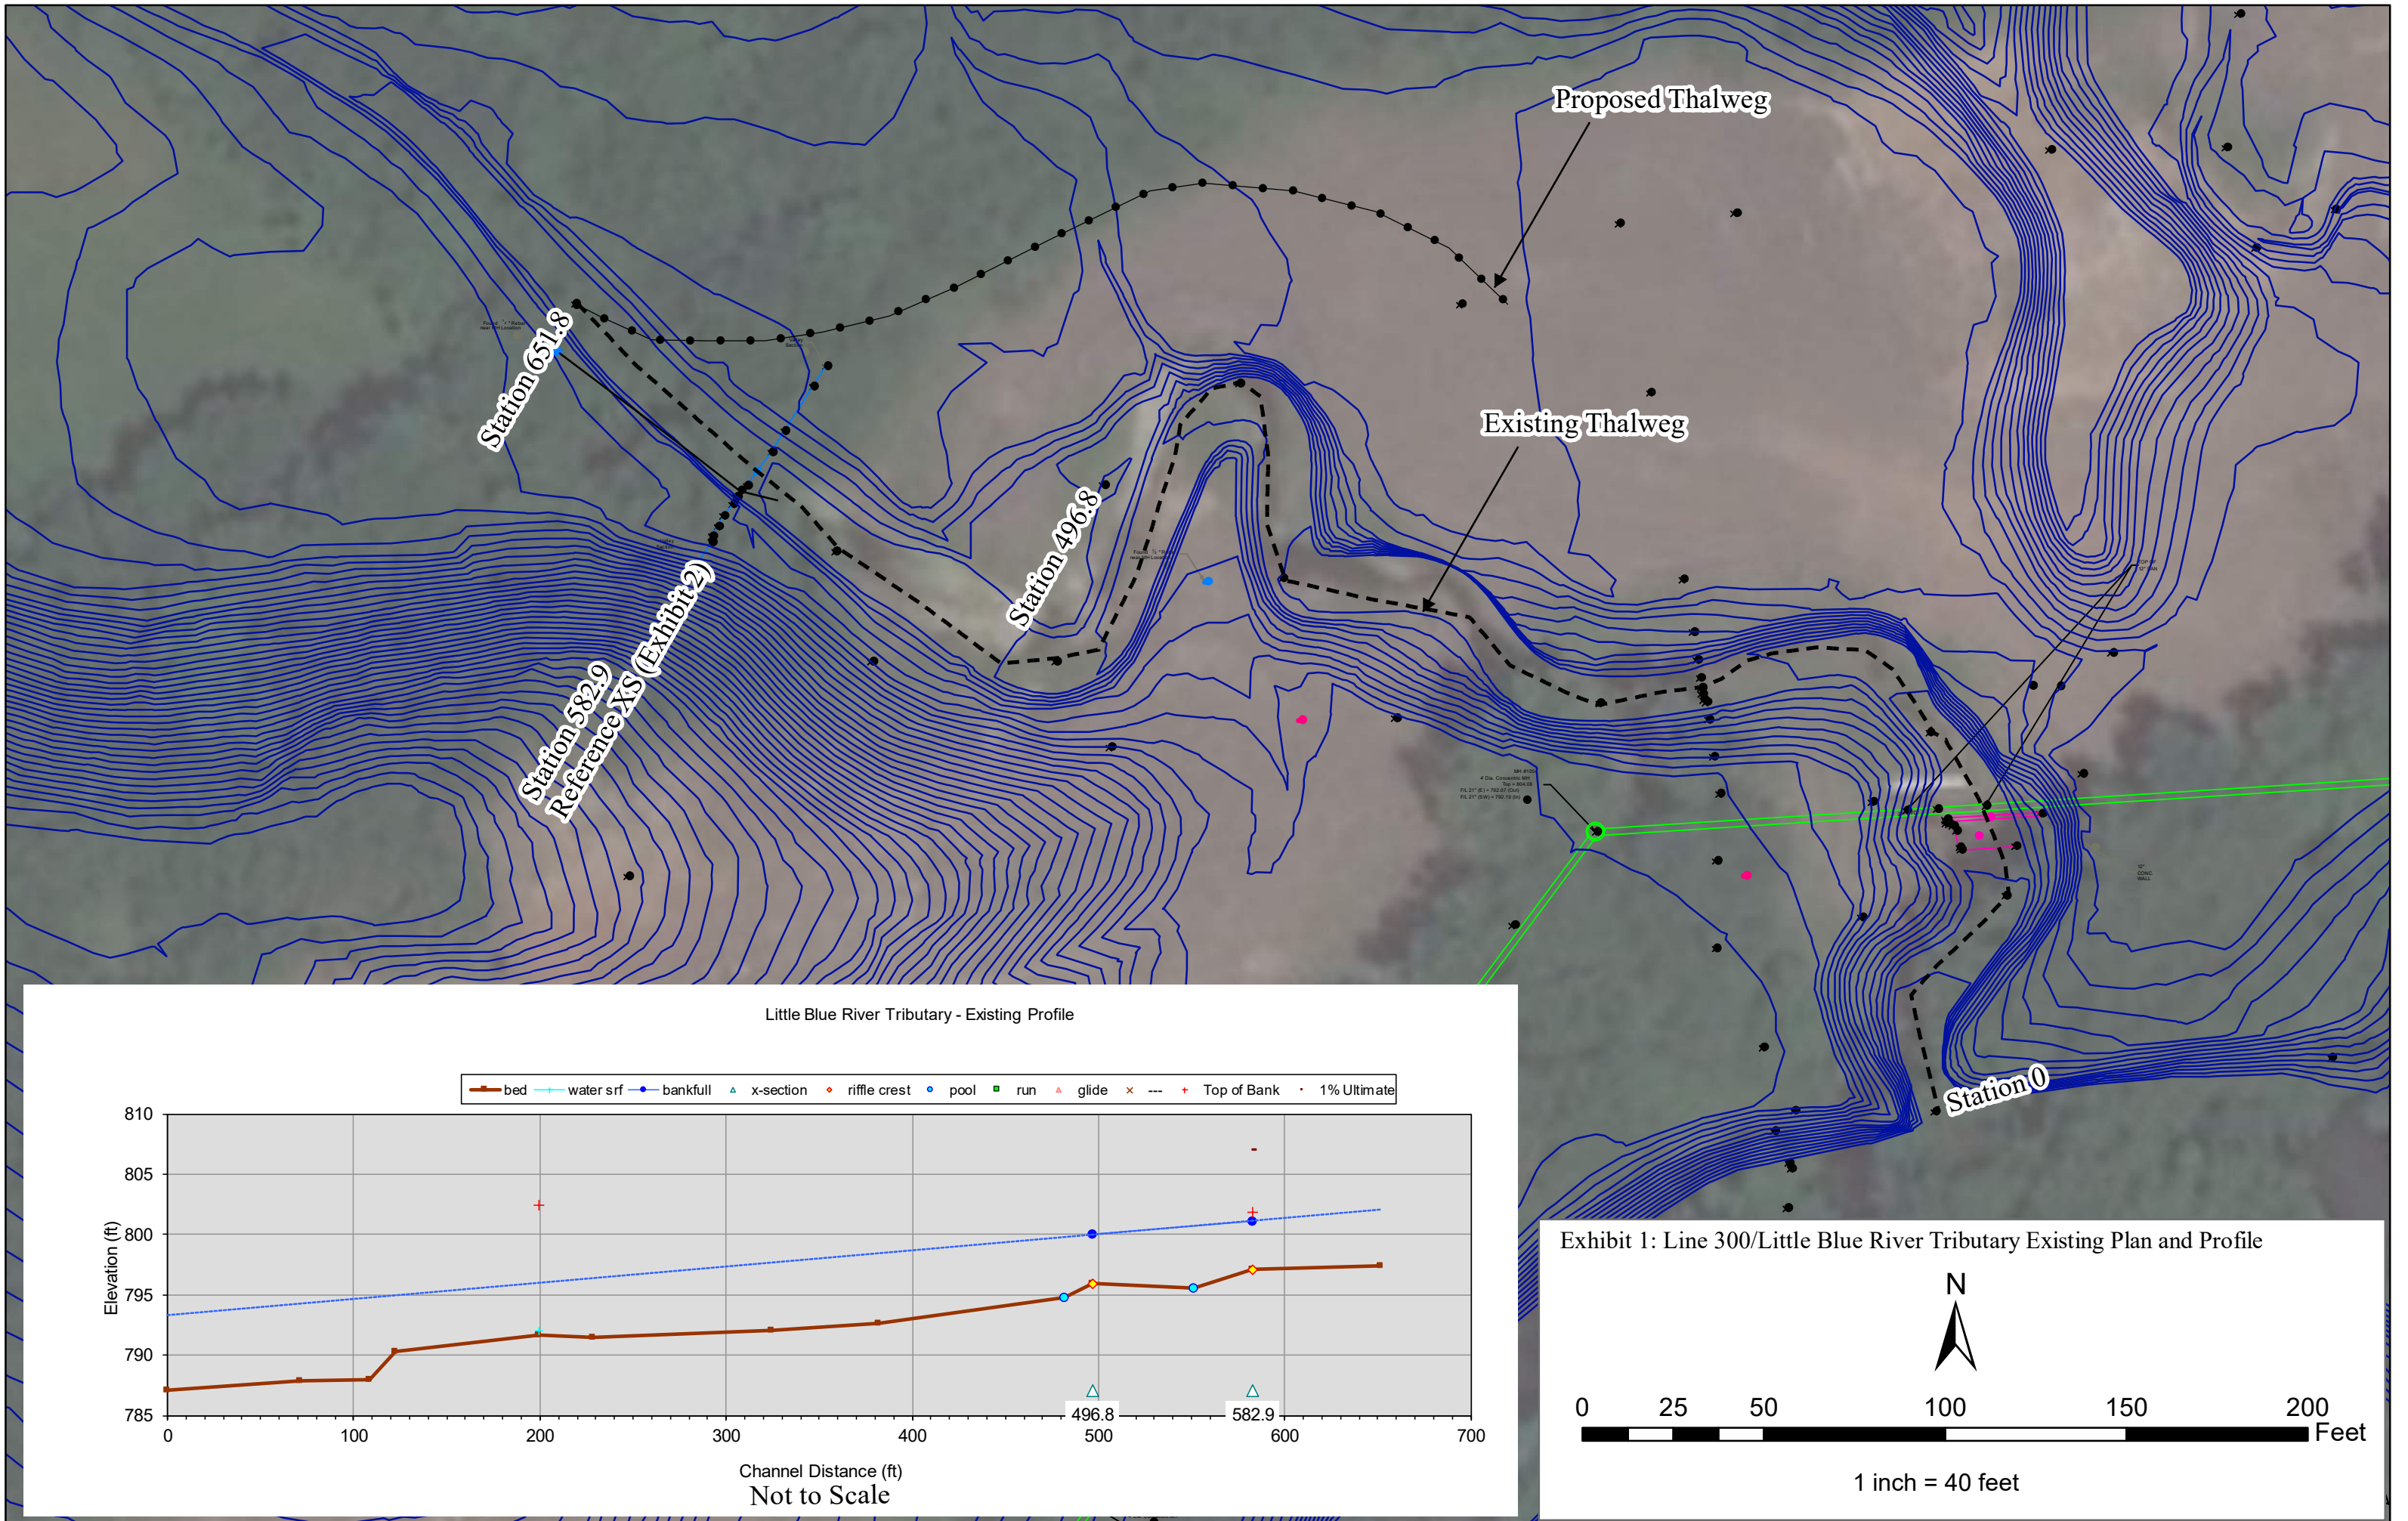 Proposed Thalweg
Existing Thalweg
Station 651.8
Station 496.8
Station 582.9
Reference XS (Exhibit 2)
Station 0
12"
CONC.
WALL
Little Blue River Tributary - Existing Profile
bed water srf bankfull x-section riffle crest pool run glide --- Top of Bank 1% Ultimate
810
805
800
795
790
785
Elevation (ft)
496.8 582.9
0 100 200 300 400 500 600 700
Channel Distance (ft)
Not to Scale
Exhibit 1: Line 300/Little Blue River Tributary Existing Plan and Profile
N
0 25 50 100 150 200
Feet
1 inch = 40 feet